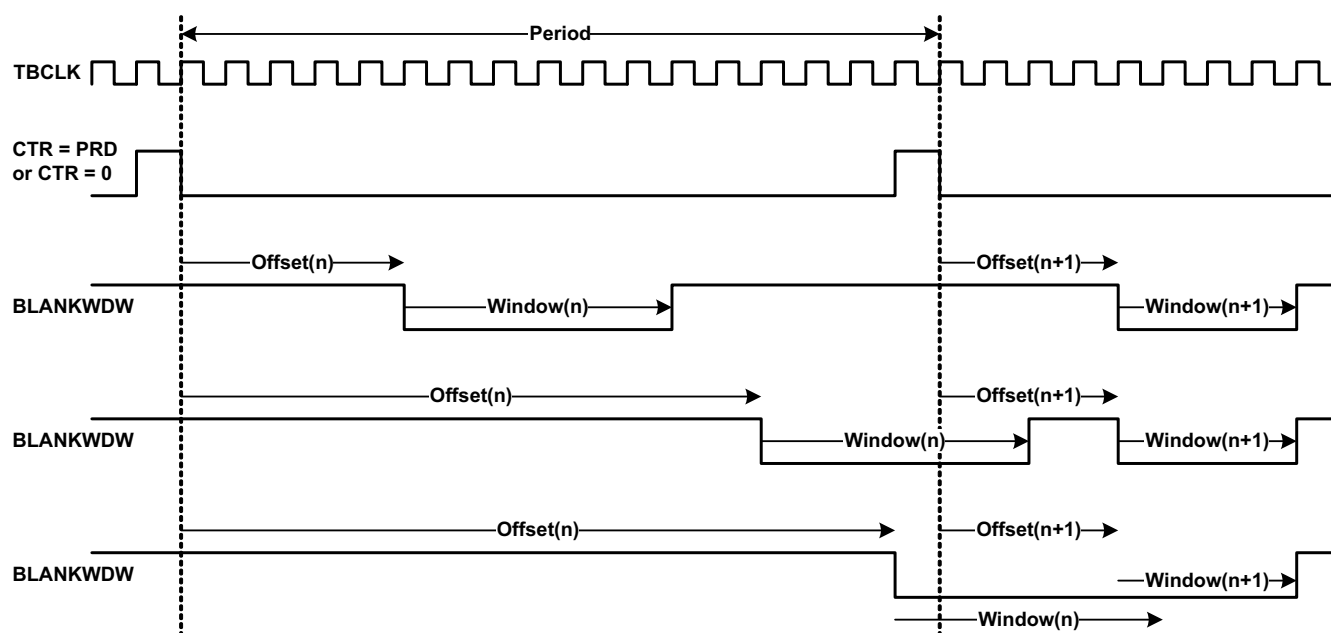 Period
TBCLK
CTR = PRD
or CTR = 0
Offset(n)
Offset(n+1)
BLANKWDW
Window(n)
Window(n+1)
Offset(n)
Offset(n+1)
BLANKWDW
Window(n)
Window(n+1)
Offset(n)
Offset(n+1)
BLANKWDW
Window(n+1)
Window(n)